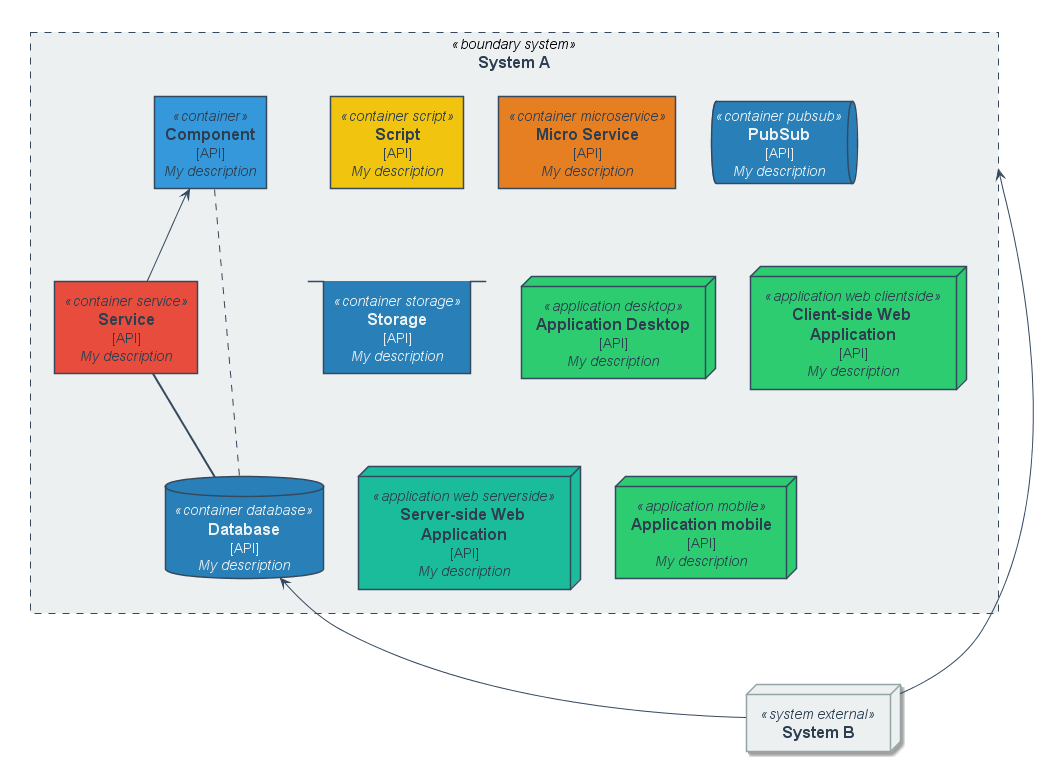 «boundary system»
System A
«container»
Component
[API]
My description
«container script»
Script
[API]
My description
«container microservice»
Micro Service
[API]
My description
«container pubsub»
PubSub
[API]
My description
«container service»
Service
[API]
My description
«container storage»
Storage
[API]
My description
«application desktop»
Application Desktop
[API]
My description
«application web clientside»
Client-side Web
Application
[API]
My description
«container database»
Database
[API]
My description
«application web serverside»
Server-side Web
Application
[API]
My description
«application mobile»
Application mobile
[API]
My description
«system external»
System B